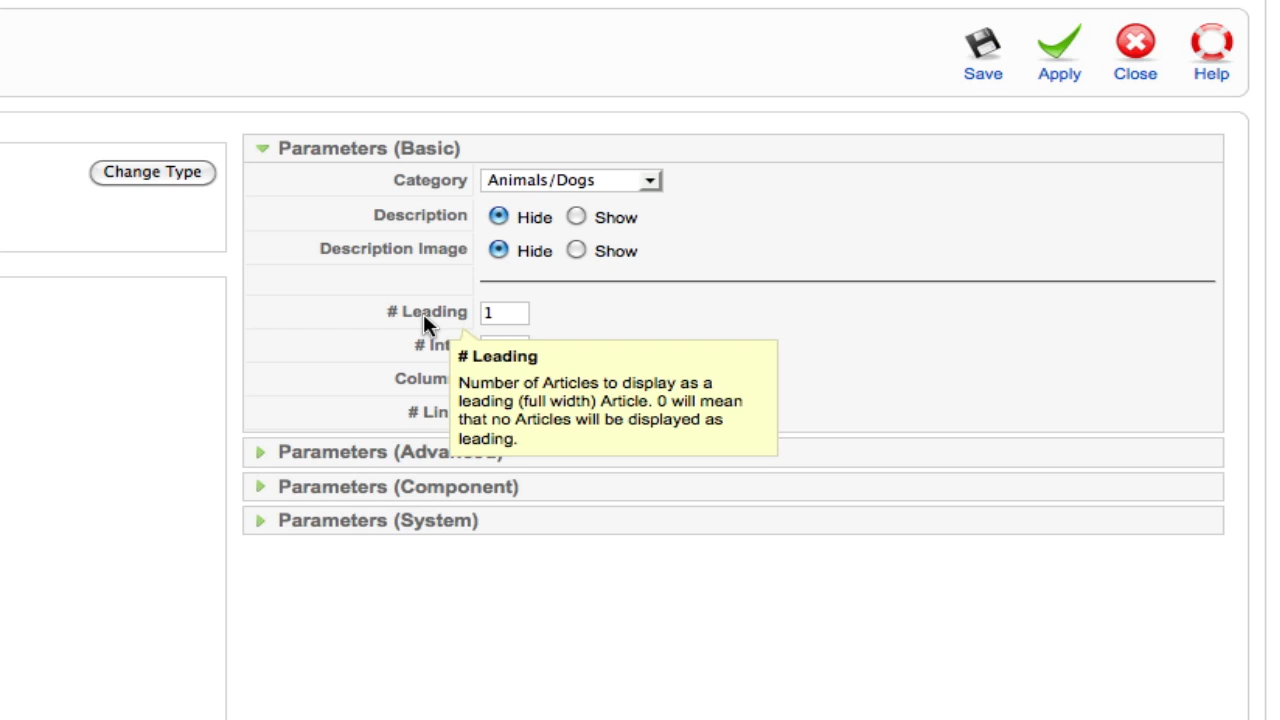 Save Apply Close Help
Change Type
Parameters (Basic)
Category Animals/Dogs
Description Hide Show
Description Image Hide Show
# Leading 1
# Leading
Number of Articles to display as a
leading (full width) Article. 0 will mean
that no Articles will be displayed as
leading.
Parameters
Parameters (Component)
Parameters (System)